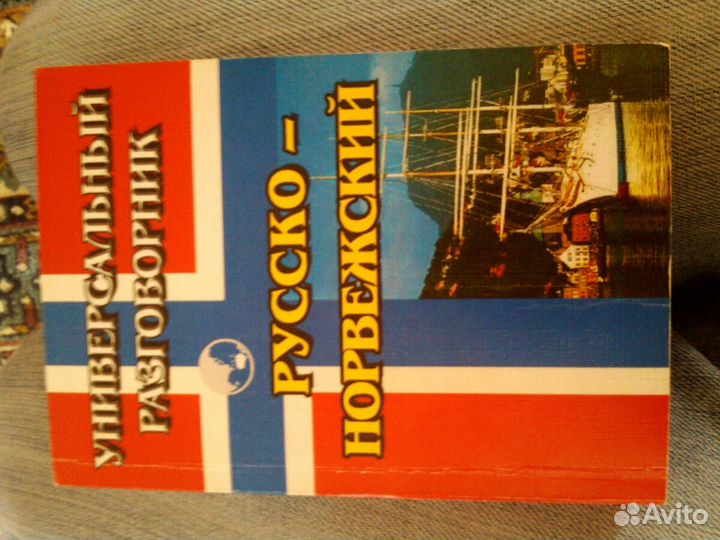 УНИВЕРСАЛЬНЫЙ
РАЗГОВОРНИК
РУССКО –
НОРВЕЖСКИЙ
Avito